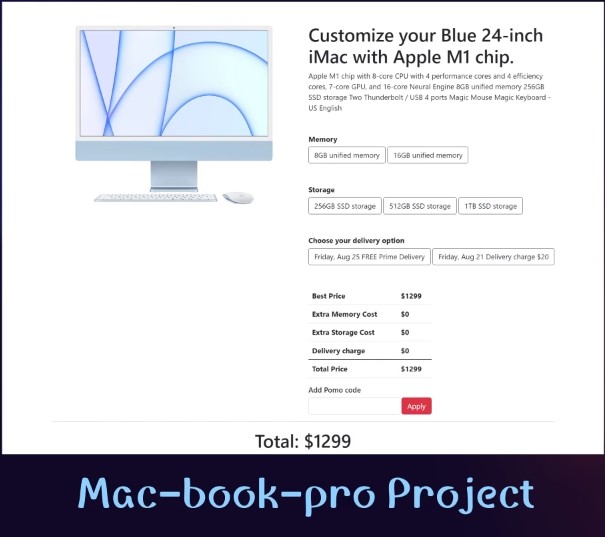 Customize your Blue 24-inch
iMac with Apple M1 chip.
Apple M1 chip with 8-core CPU with 4 performance cores and 4 efficiency
cores, 7-core GPU, and 16-core Neural Engine 8GB unified memory 256GB
SSD storage Two Thunderbolt / USB 4 ports Magic Mouse Magic Keyboard -
US English
Memory
8GB unified memory 16GB unified memory
Storage
256GB SSD storage 512GB SSD storage 1TB SSD storage
Choose your delivery option
Friday, Aug 25 FREE Prime Delivery Friday, Aug 21 Delivery charge $20
Best Price $1299
Extra Memory Cost $0
Extra Storage Cost $0
Delivery charge $0
Total Price $1299
Add Pomo code
Apply
Total: $1299
Mac-book-pro Project